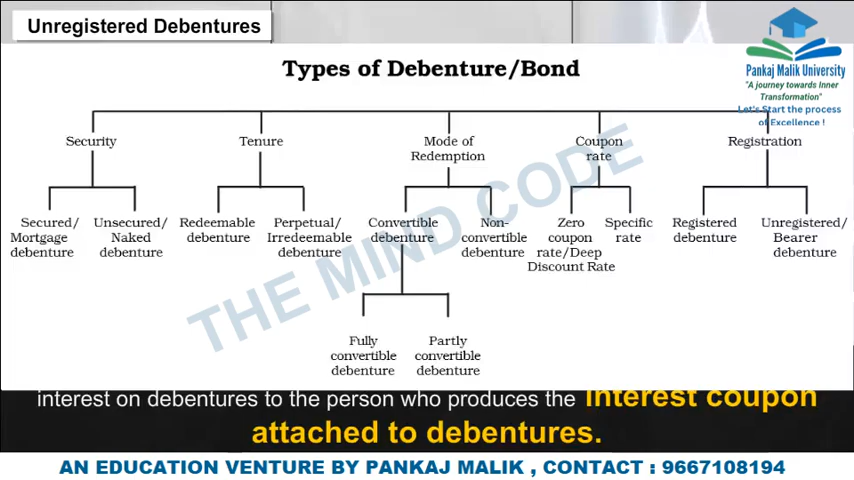 Unregistered Debentures
Pankaj Malik University
"A journey towards Inner
Transformation"
Let's Start the process
of Excellence !
Types of Debenture/Bond
Security
Tenure
Mode of
Redemption
Coupon
rate
Registration
Secured/
Mortgage
debenture
Unsecured/
Naked
debenture
Redeemable
debenture
Perpetual/
Irredeemable
debenture
Convertible
debenture
Non-
convertible
debenture
Zero
coupon
rate/Deep
Discount Rate
Specific
rate
Registered
debenture
Unregistered/
Bearer
debenture
Fully
convertible
debenture
Partly
convertible
debenture
THE MIND CODE
interest on debentures to the person who produces the interest coupon
attached to debentures.
AN EDUCATION VENTURE BY PANKAJ MALIK , CONTACT : 9667108194